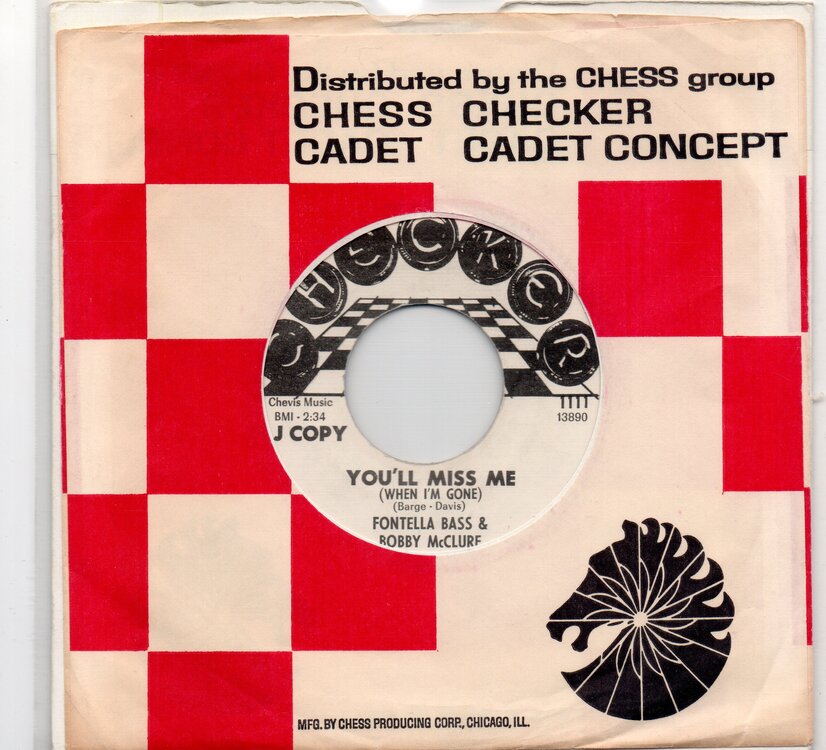 Distributed by the CHESS group
CHESS CHECKER
CADET CADET CONCEPT
CHECKER
Chevis Music
BMI - 2:34
J COPY
1111
13890
YOU'LL MISS ME
(WHEN I'M GONE)
(Barge - Davis)
FONTELLA BASS &
BOBBY McCLURE
MFG. BY CHESS PRODUCING CORP., CHICAGO, ILL.